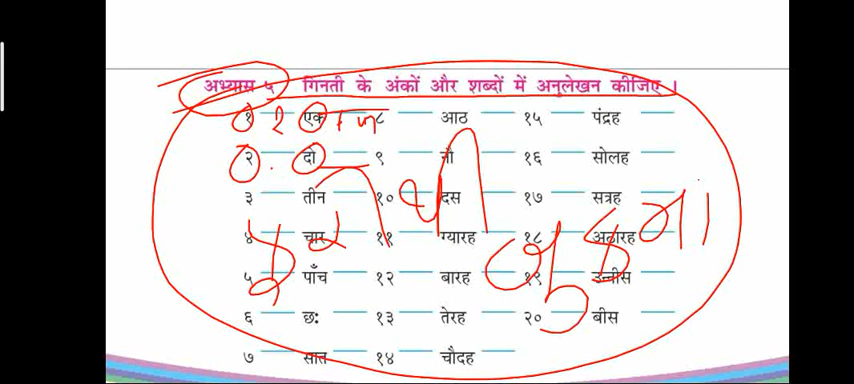 अभ्यास ५ गिनती के अंकों और शब्दों में अनुलेखन कीजिए ।
१ एक ८ आठ १५ पंद्रह
२ दो ९ नौ १६ सोलह
३ तीन १० दस १७ सत्रह
४ चार ११ ग्यारह १८ अठारह
५ पाँच १२ बारह १९ उन्नीस
६ छः १३ तेरह २० बीस
७ सात १४ चौदह